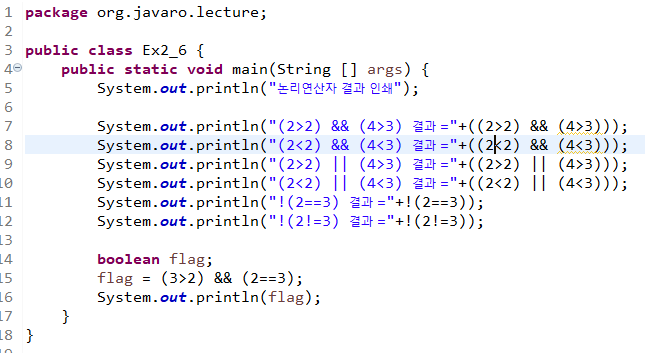 1 package org.javaro.lecture;
2
3 public class Ex2_6 {
4 public static void main(String [] args) {
5 System.out.println("논리연산자 결과 인쇄");
6
7 System.out.println("(2>2) && (4>3) 결과 ="+((2>2) && (4>3)));
8 System.out.println("(2<2) && (4<3) 결과 ="+((2<2) && (4<3)));
9 System.out.println("(2>2) || (4>3) 결과 ="+((2>2) || (4>3)));
10 System.out.println("(2<2) || (4<3) 결과 ="+((2<2) || (4<3)));
11 System.out.println("!(2==3) 결과 ="+!(2==3));
12 System.out.println("!(2!=3) 결과 ="+!(2!=3));
13
14 boolean flag;
15 flag = (3>2) && (2==3);
16 System.out.println(flag);
17 }
18 }